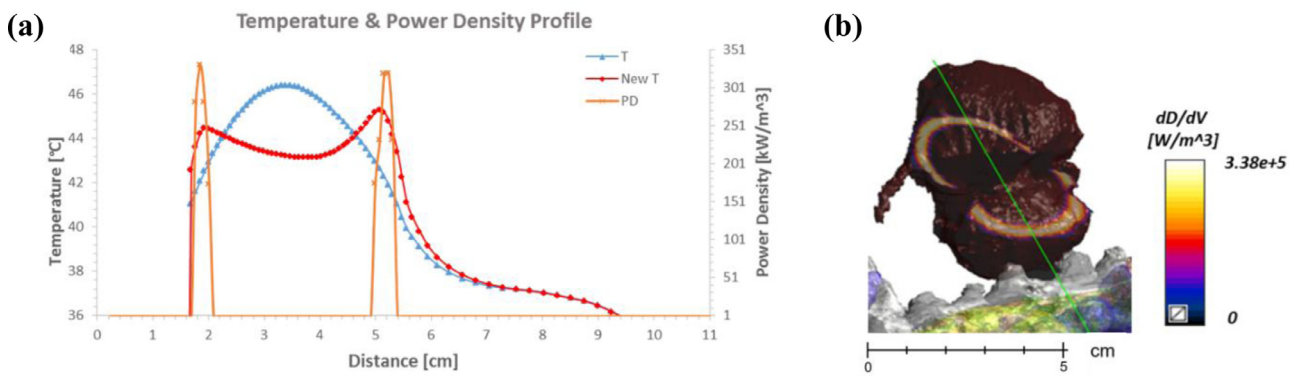 (a)
Temperature & Power Density Profile
T
New T
PD
48
46
44
42
40
38
36
Temperature [°C]
351
301
251
201
151
101
51
1
Power Density [kW/m^3]
0 1 2 3 4 5 6 7 8 9 10 11
Distance [cm]
(b)
dD/dV
[W/m^3]
3.38e+5
0
0 5 cm